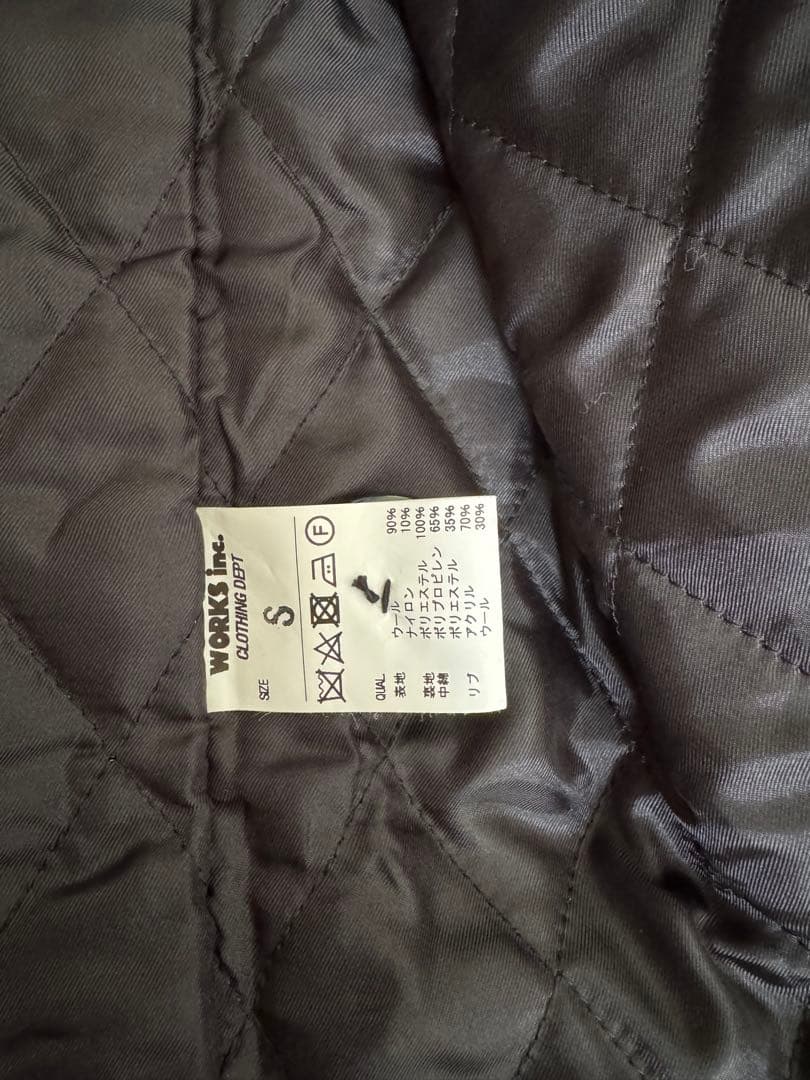 WORKS inc.
CLOTHING DEPT
SIZE S
F
QUAL
表地 ウール 90%
ナイロン 10%
裏地 ポリエステル 100%
中綿 ポリプロピレン 65%
ポリエステル 35%
リブ アクリル 70%
ウール 30%